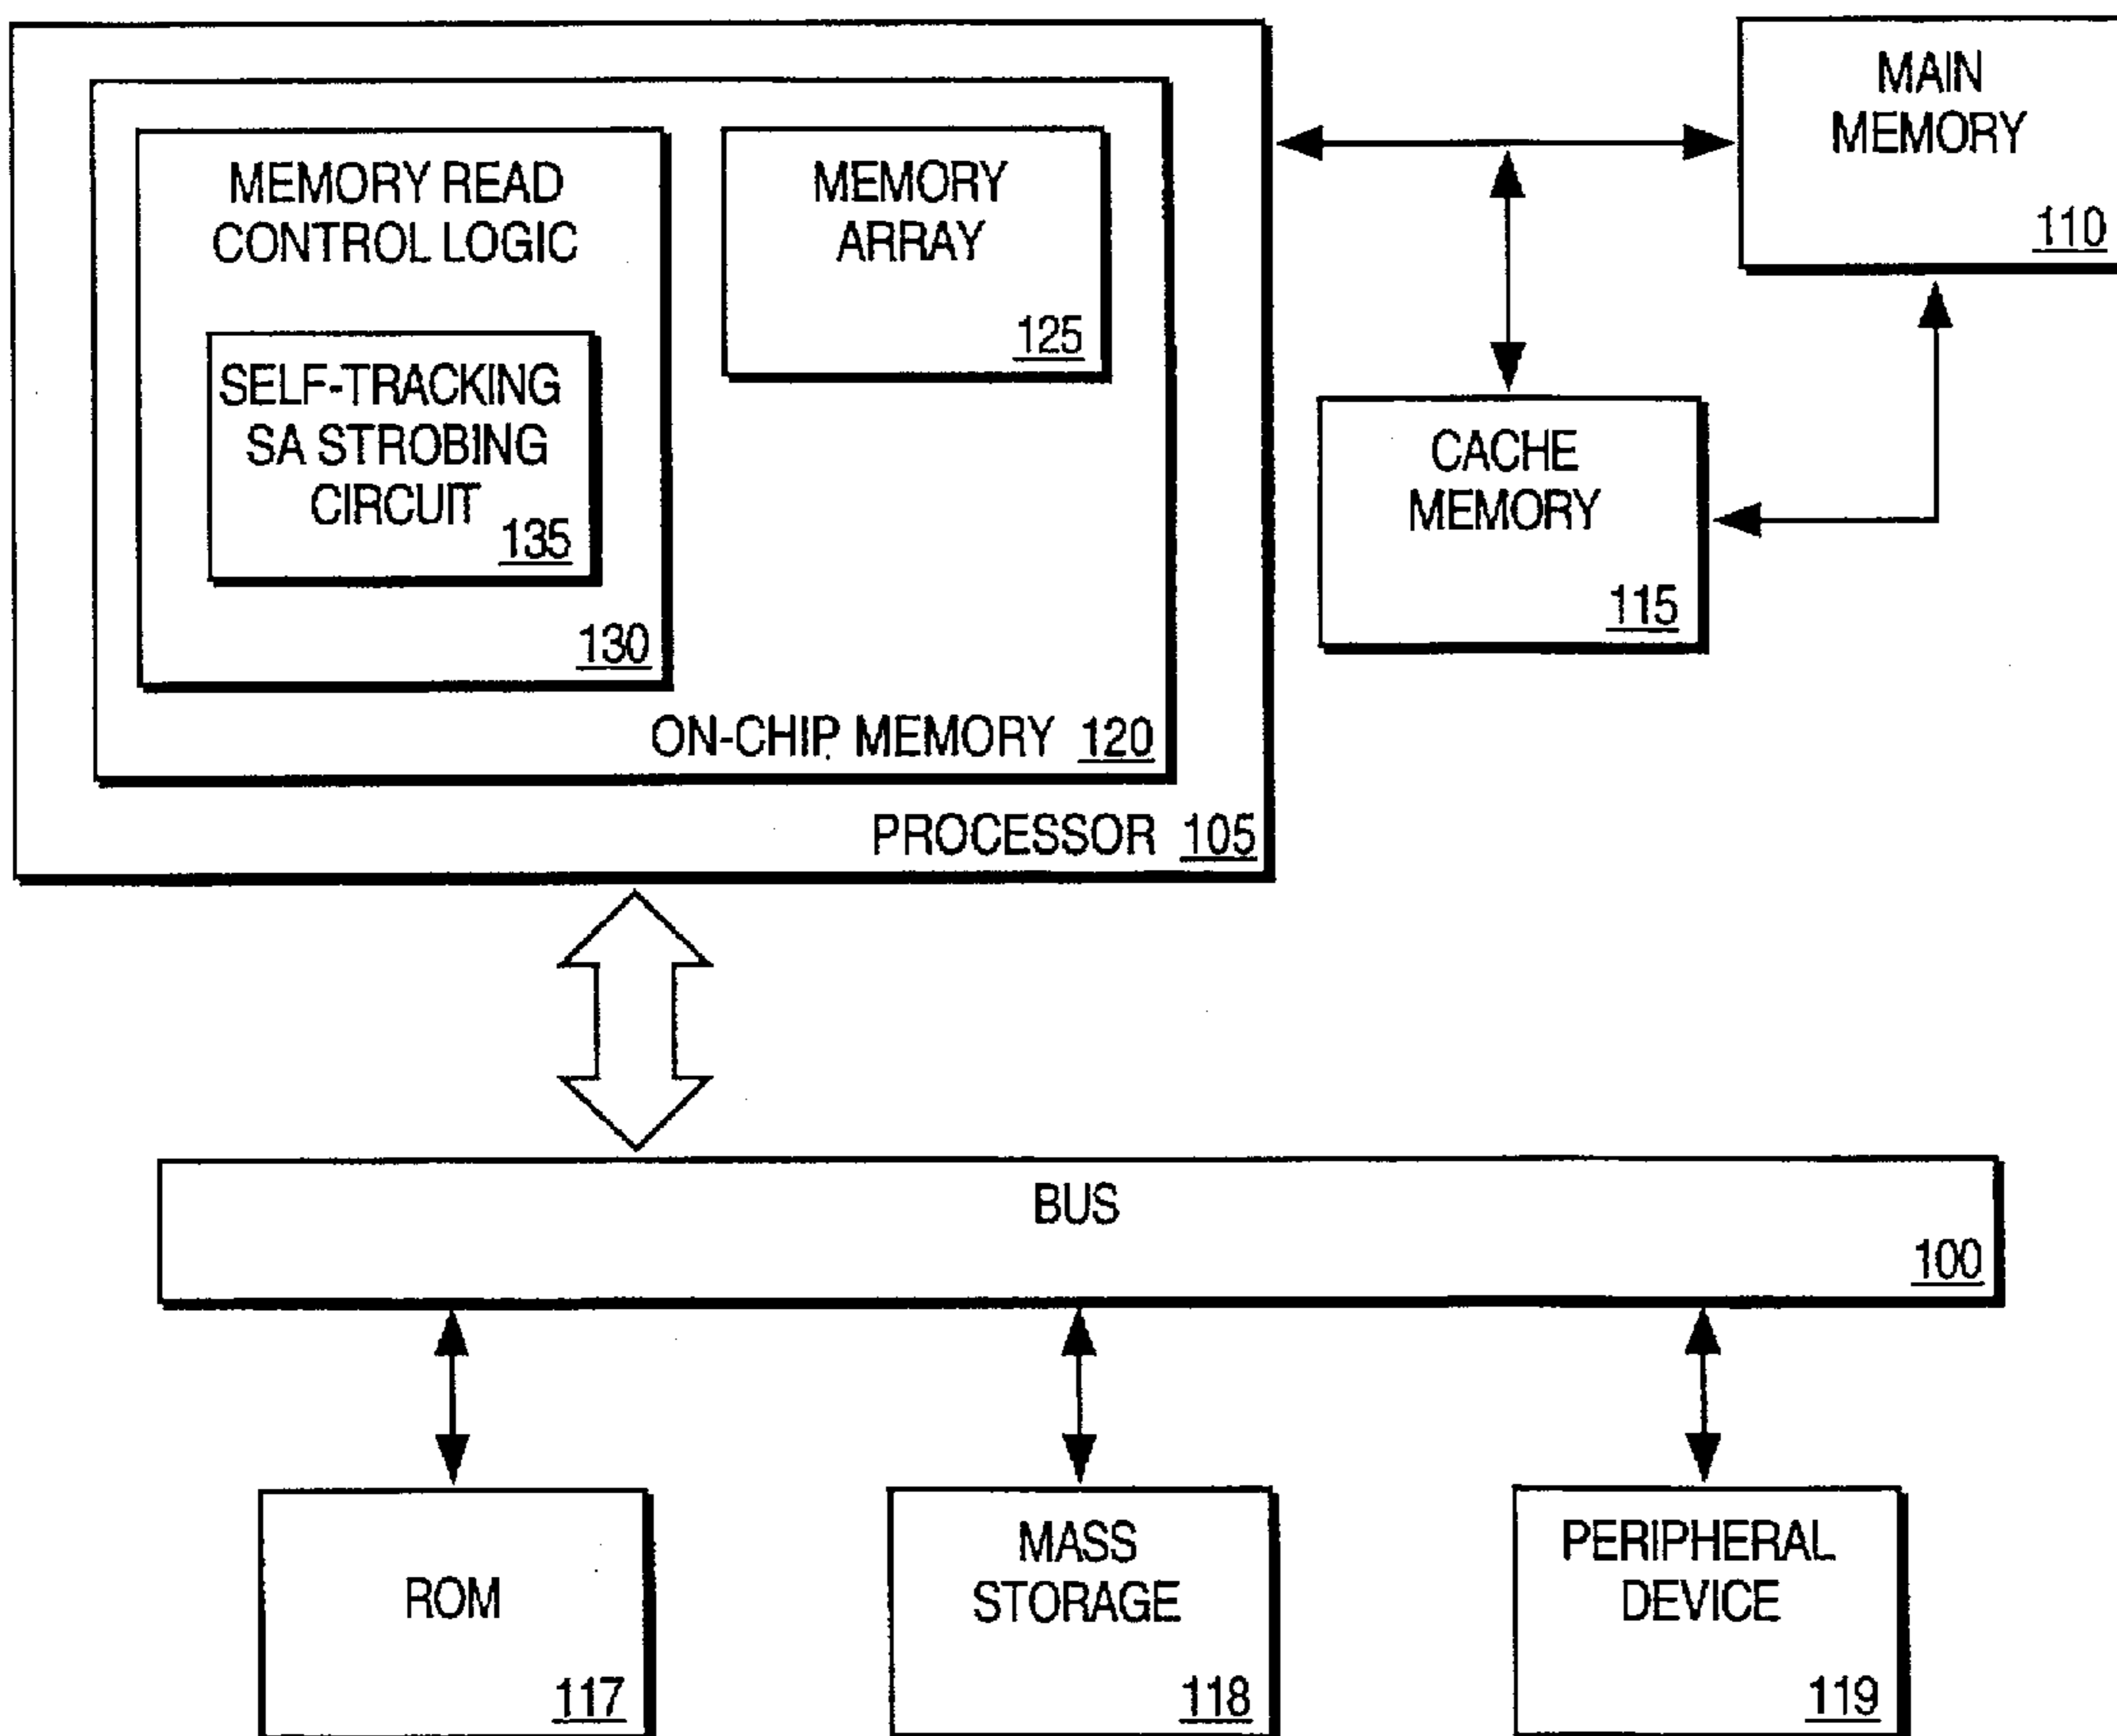 MEMORY READ
CONTROL LOGIC
SELF-TRACKING
SA STROBING
CIRCUIT
135
130
MEMORY
ARRAY
125
ON-CHIP MEMORY 120
PROCESSOR 105
MAIN
MEMORY
110
CACHE
MEMORY
115
BUS
100
ROM
117
MASS
STORAGE
118
PERIPHERAL
DEVICE
119